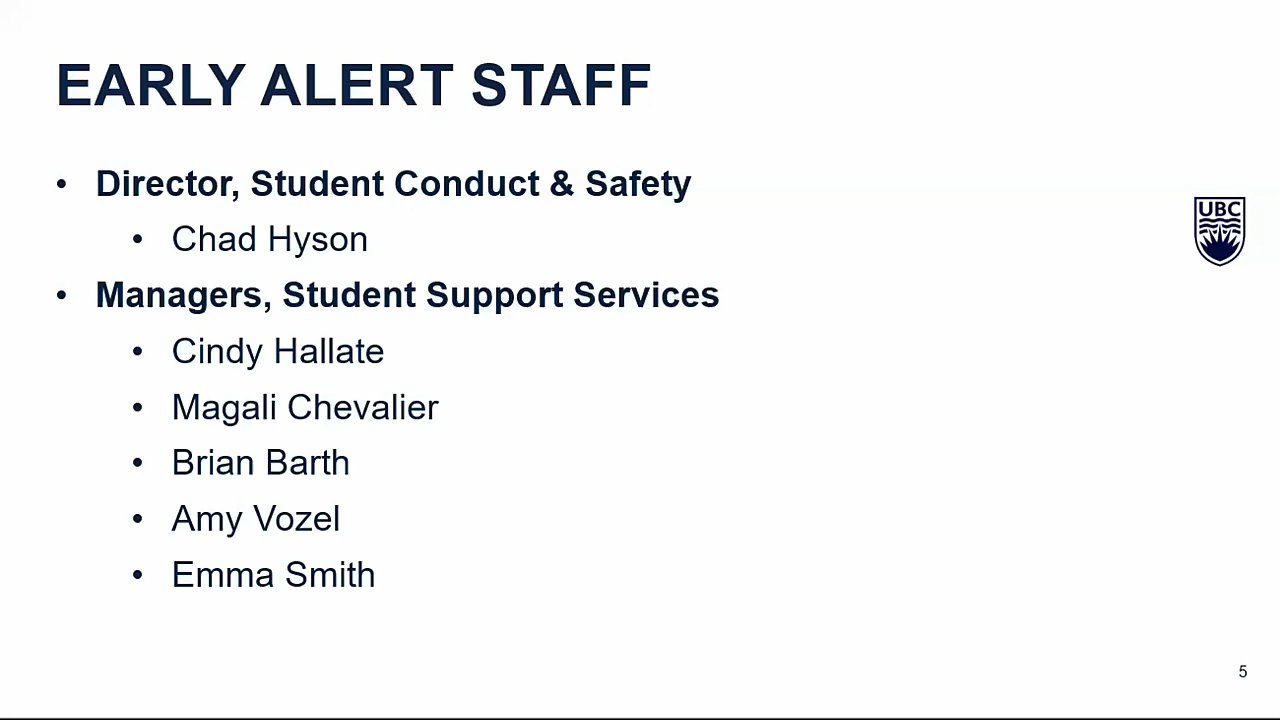 EARLY ALERT STAFF
• Director, Student Conduct & Safety
• Chad Hyson
UBC
• Managers, Student Support Services
• Cindy Hallate
• Magali Chevalier
• Brian Barth
• Amy Vozel
• Emma Smith
5